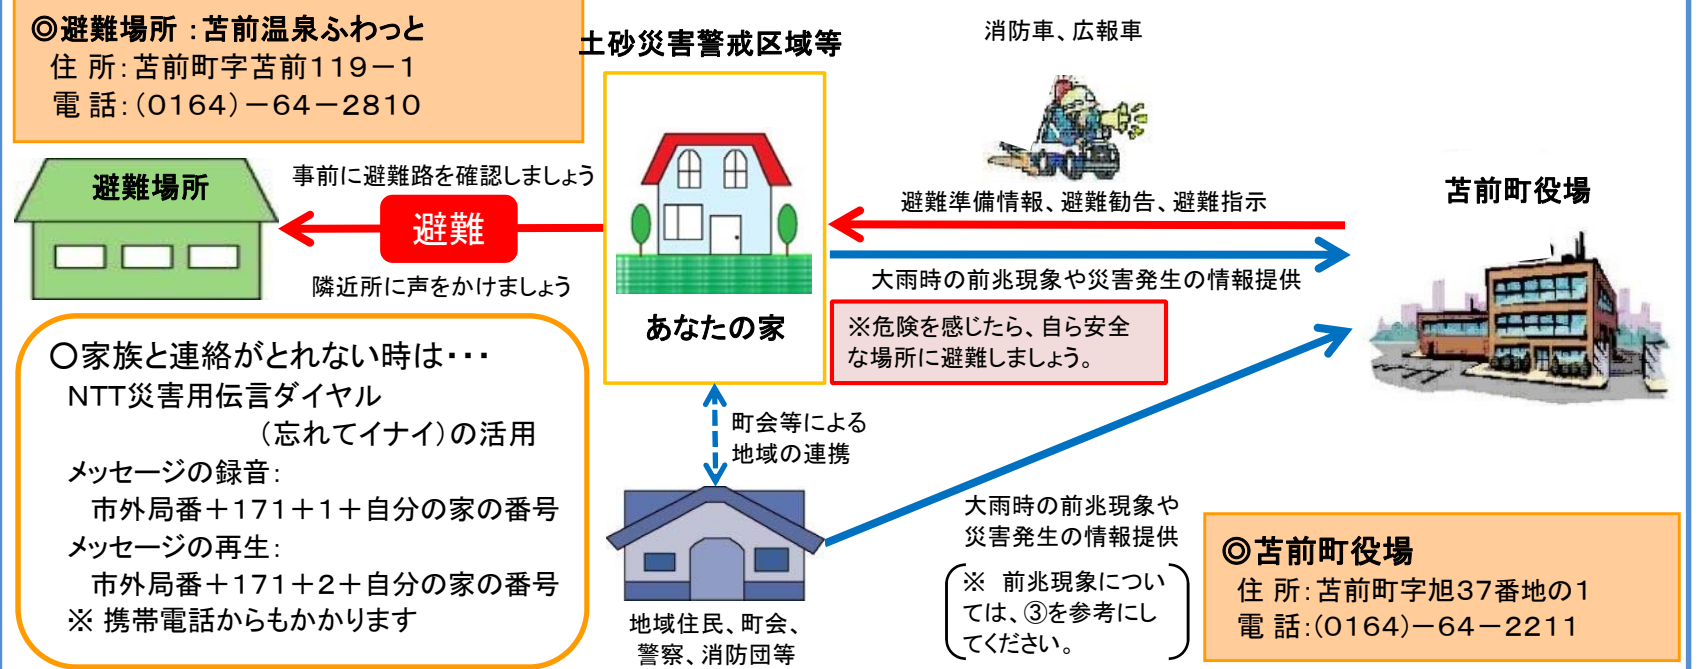 ◎避難場所：苫前温泉ふわっと
住 所：苫前町字苫前１１９－１
電 話：（０１６４）－６４－２８１０
土砂災害警戒区域等
消防車、広報車
避難場所
事前に避難路を確認しましょう
避難
隣近所に声をかけましょう
あなたの家
避難準備情報、避難勧告、避難指示
大雨時の前兆現象や災害発生の情報提供
苫前町役場
※危険を感じたら、自ら安全
な場所に避難しましょう。
〇家族と連絡がとれない時は・・・
ＮＴＴ災害用伝言ダイヤル
（忘れてイナイ）の活用
メッセージの録音：
市外局番＋１７１＋１＋自分の家の番号
メッセージの再生：
市外局番＋１７１＋２＋自分の家の番号
※ 携帯電話からもかかります
町会等による
地域の連携
地域住民、町会、
警察、消防団等
大雨時の前兆現象や
災害発生の情報提供
※ 前兆現象につい
ては、③を参考にし
てください。
◎苫前町役場
住 所：苫前町字旭３７番地の１
電 話：（０１６４）－６４－２２１１